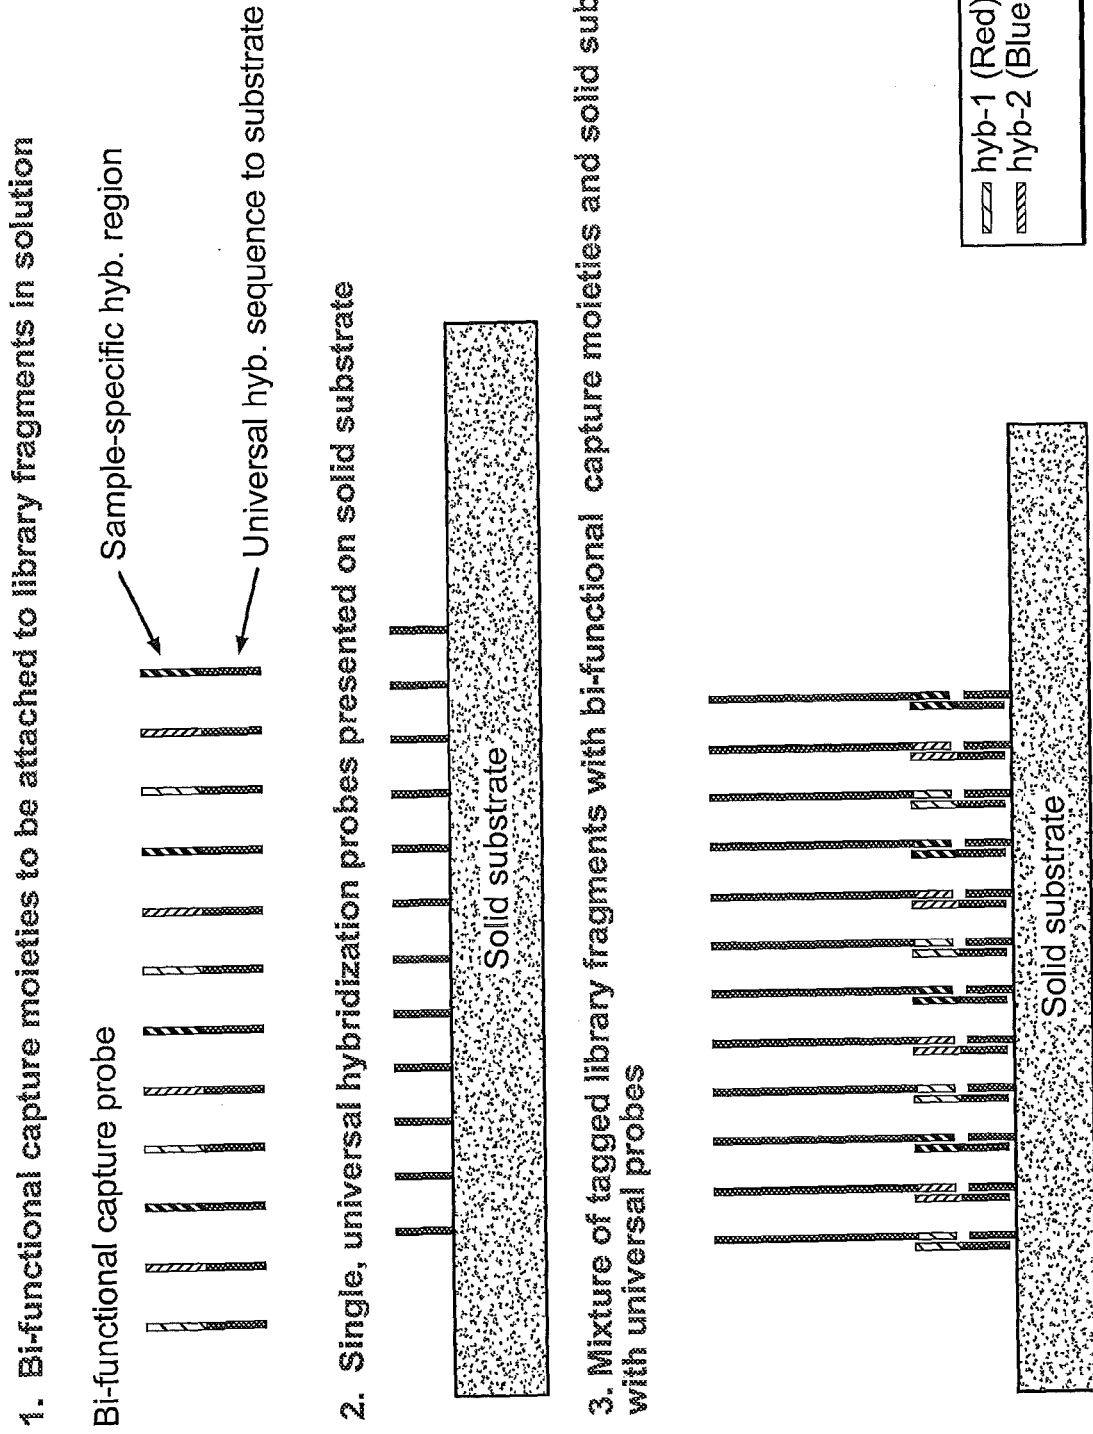 1. Bi-functional capture moieties to be attached to library fragments in solution
Bi-functional capture probe
Sample-specific hyb. region
Universal hyb. sequence to substrate
2. Single, universal hybridization probes presented on solid substrate
Solid substrate
3. Mixture of tagged library fragments with bi-functional capture moieties and solid sub
with universal probes
Solid substrate
hyb-1 (Red)
hyb-2 (Blue